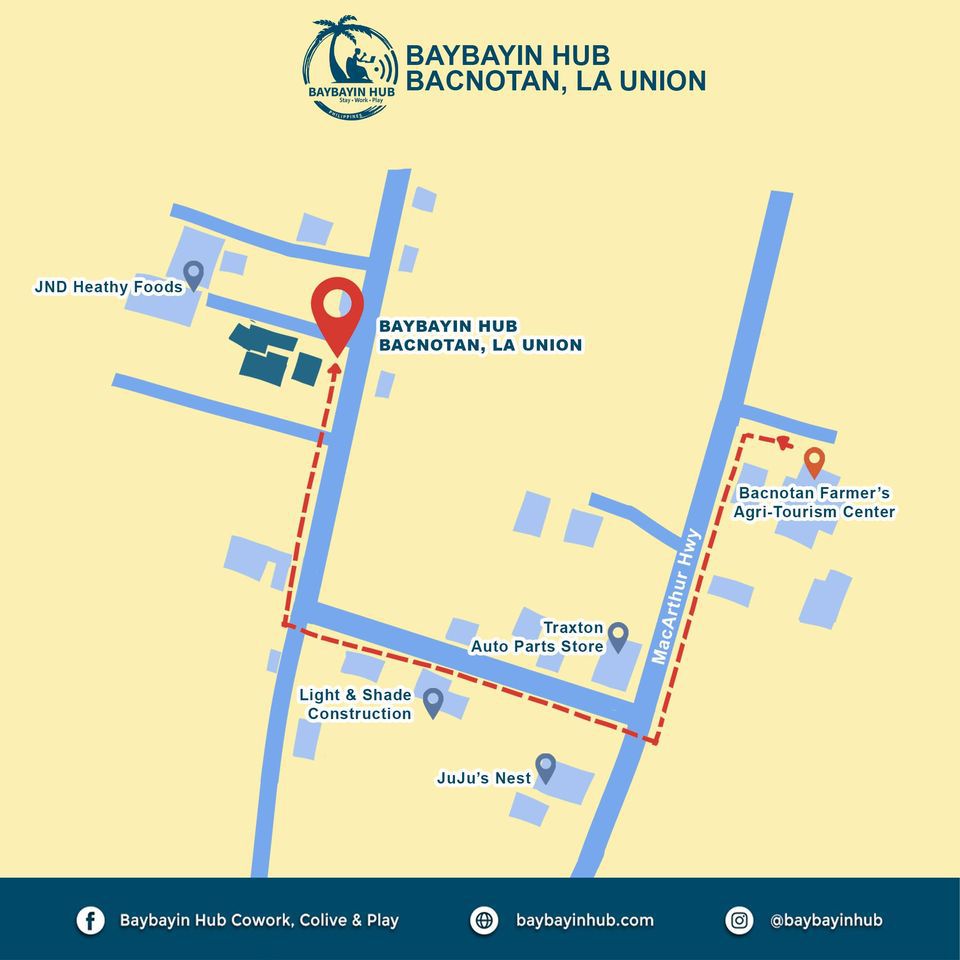 BAYBAYIN HUB
BACNOTAN, LA UNION
BAYBAYIN HUB
Stay • Work • Play
PHILIPPINES
JND Heathy Foods
BAYBAYIN HUB
BACNOTAN, LA UNION
Bacnotan Farmer's
Agri-Tourism Center
MacArthur Hwy
Traxton
Auto Parts Store
Light & Shade
Construction
JuJu's Nest
Baybayin Hub Cowork, Colive & Play
baybayinhub.com
@baybayinhub